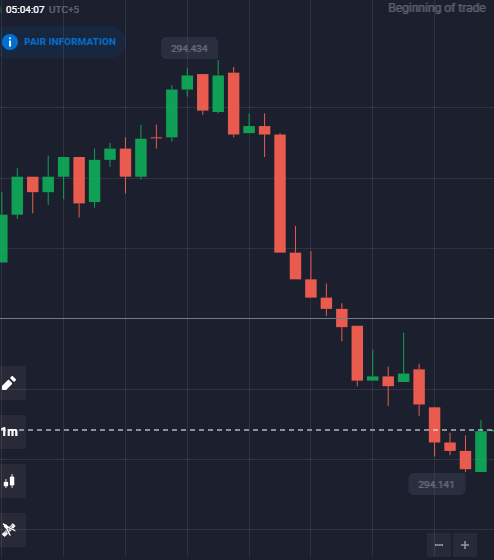 05:04:07 UTC+5
Beginning of trade
PAIR INFORMATION
294.434
1m
294.141